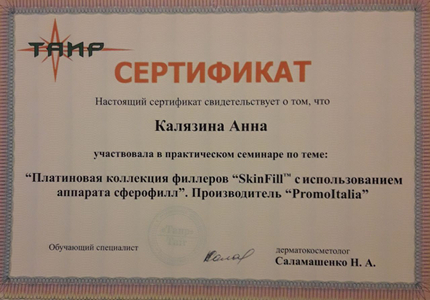 ТАИР
СЕРТИФИКАТ
Настоящий сертификат свидетельствует о том, что
Калязина Анна
участвовала в практическом семинаре по теме:
“Платиновая коллекция филлеров “SkinFill™ с использованием
аппарата сферофилл”. Производитель “PromoItalia”
Обучающий специалист
дерматокосметолог
Саламашенко Н. А.